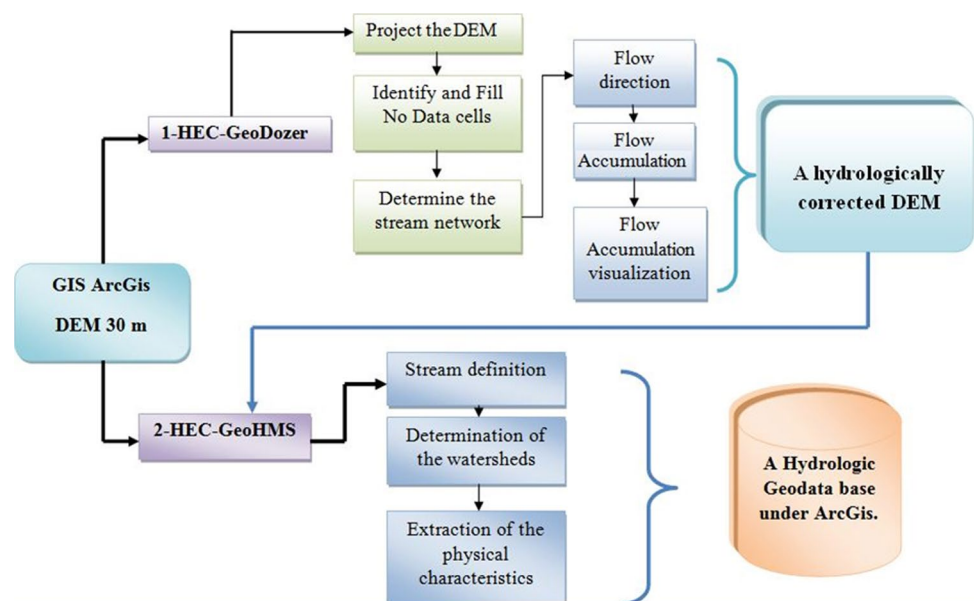 Project the DEM
Identify and Fill
No Data cells
Determine the
stream network
Flow
direction
Flow
Accumulation
Flow
Accumulation
visualization
A hydrologically
corrected DEM
1-HEC-GeoDozer
GIS ArcGis
DEM 30 m
2-HEC-GeoHMS
Stream definition
Determination of
the watersheds
Extraction of the
physical
characteristics
A Hydrologic
Geodata base
under ArcGis.